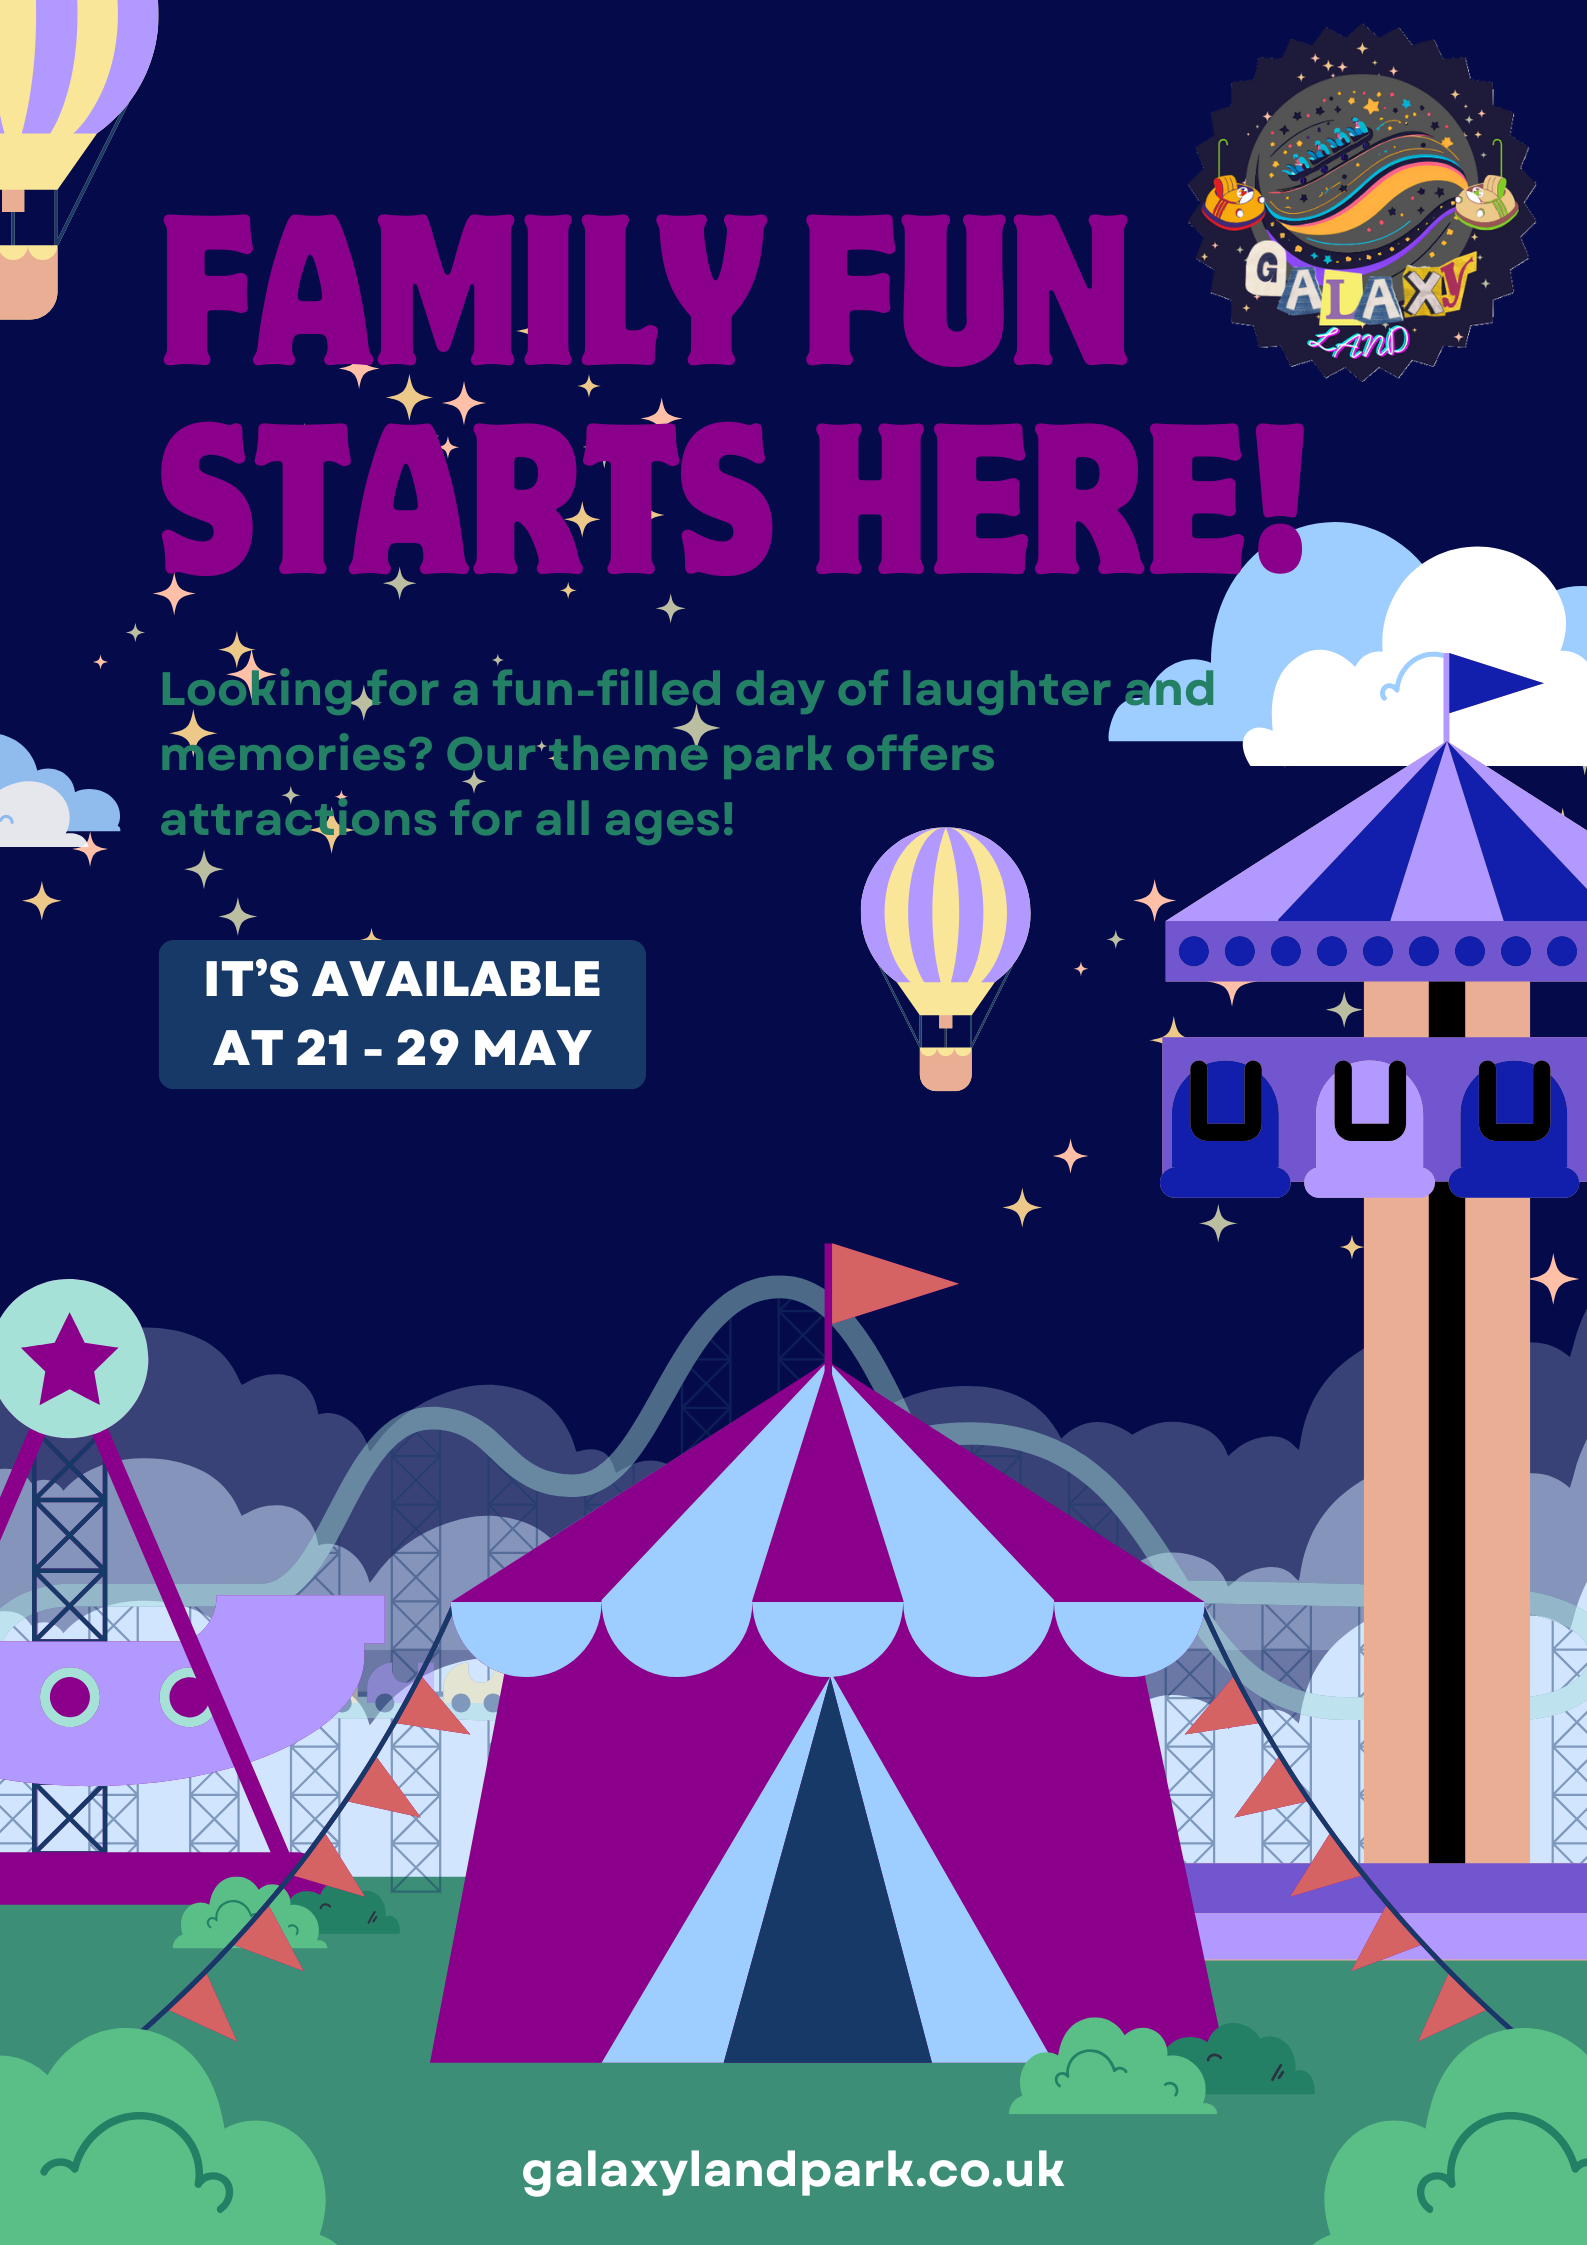 GALAXY
LAND
FAMILY FUN
STARTS HERE!
Looking for a fun-filled day of laughter and
memories? Our theme park offers
attractions for all ages!
IT’S AVAILABLE
AT 21 - 29 MAY
galaxylandpark.co.uk